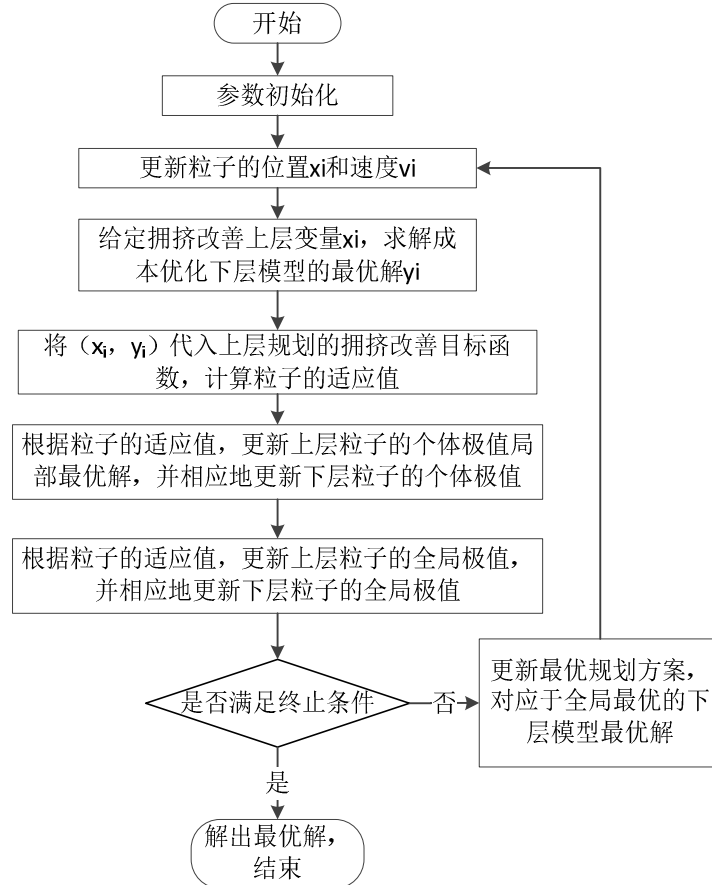 开始
参数初始化
更新粒子的位置xi和速度vi
给定拥挤改善上层变量xi，求解成
本优化下层模型的最优解yi
将（xi，yi）代入上层规划的拥挤改善目标函
数，计算粒子的适应值
根据粒子的适应值，更新上层粒子的个体极值局
部最优解，并相应地更新下层粒子的个体极值
根据粒子的适应值，更新上层粒子的全局极值，
并相应地更新下层粒子的全局极值
是否满足终止条件
否
更新最优规划方案，
对应于全局最优的下
层模型最优解
是
解出最优解，
结束